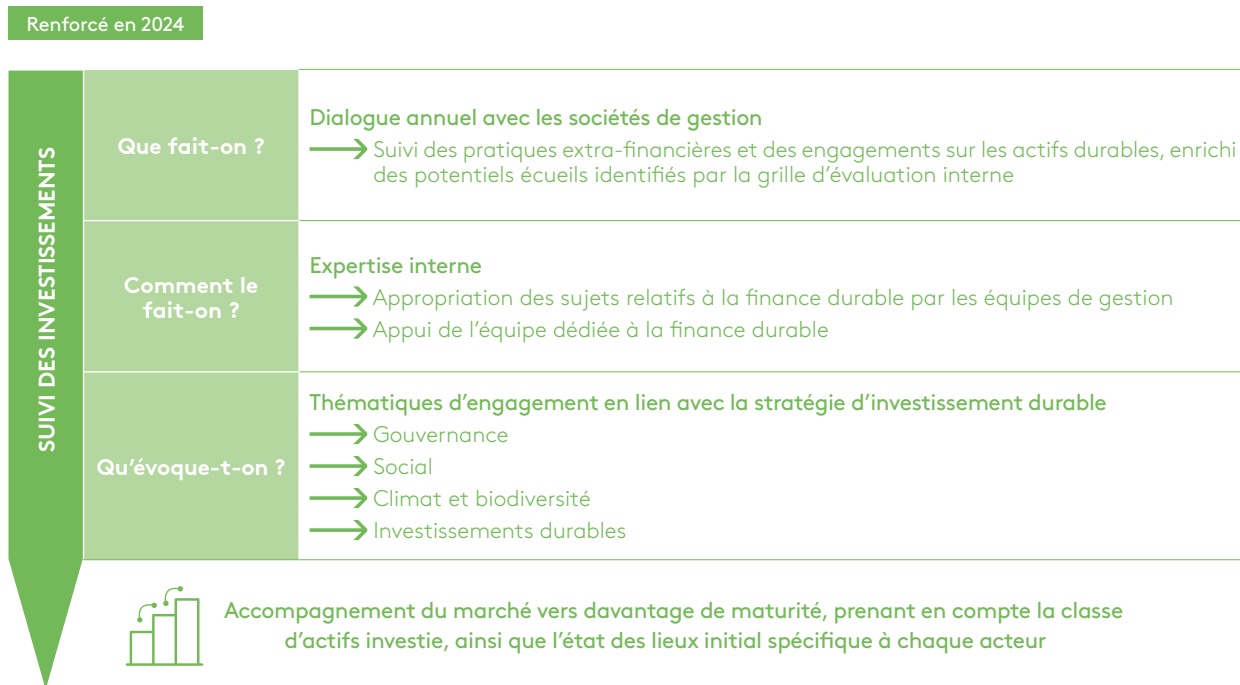 Renforcé en 2024
SUIVI DES INVESTISSEMENTS
Que fait-on ?
Dialogue annuel avec les sociétés de gestion
Suivi des pratiques extra-financières et des engagements sur les actifs durables, enrichi
des potentiels écueils identifiés par la grille d’évaluation interne
Comment le
fait-on ?
Expertise interne
Appropriation des sujets relatifs à la finance durable par les équipes de gestion
Appui de l’équipe dédiée à la finance durable
Qu’évoque-t-on ?
Thématiques d’engagement en lien avec la stratégie d’investissement durable
Gouvernance
Social
Climat et biodiversité
Investissements durables
Accompagnement du marché vers davantage de maturité, prenant en compte la classe
d’actifs investie, ainsi que l’état des lieux initial spécifique à chaque acteur